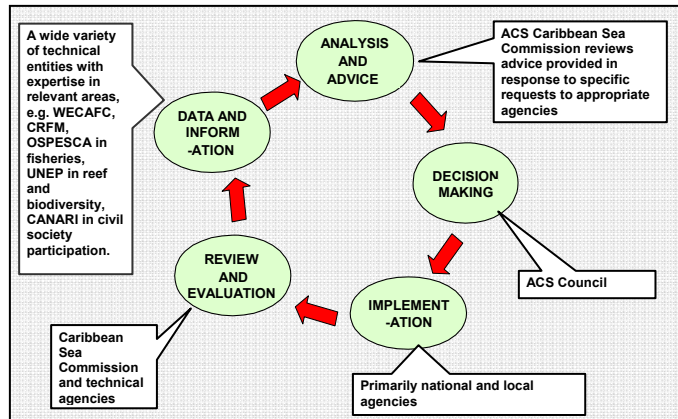 A wide variety
of technical
entities with
expertise in
relevant areas,
e.g. WECAFC,
CRFM,
OSPESCA in
fisheries,
UNEP in reef
and
biodiversity,
CANARI in civil
society
participation.
ANALYSIS
AND
ADVICE
ACS Caribbean Sea
Commission reviews
advice provided in
response to specific
requests to appropriate
agencies
DATA AND
INFORM
-ATION
DECISION
MAKING
REVIEW
AND
EVALUATION
ACS Council
IMPLEMENT
-ATION
Caribbean
Sea
Commission
and technical
agencies
Primarily national and local
agencies